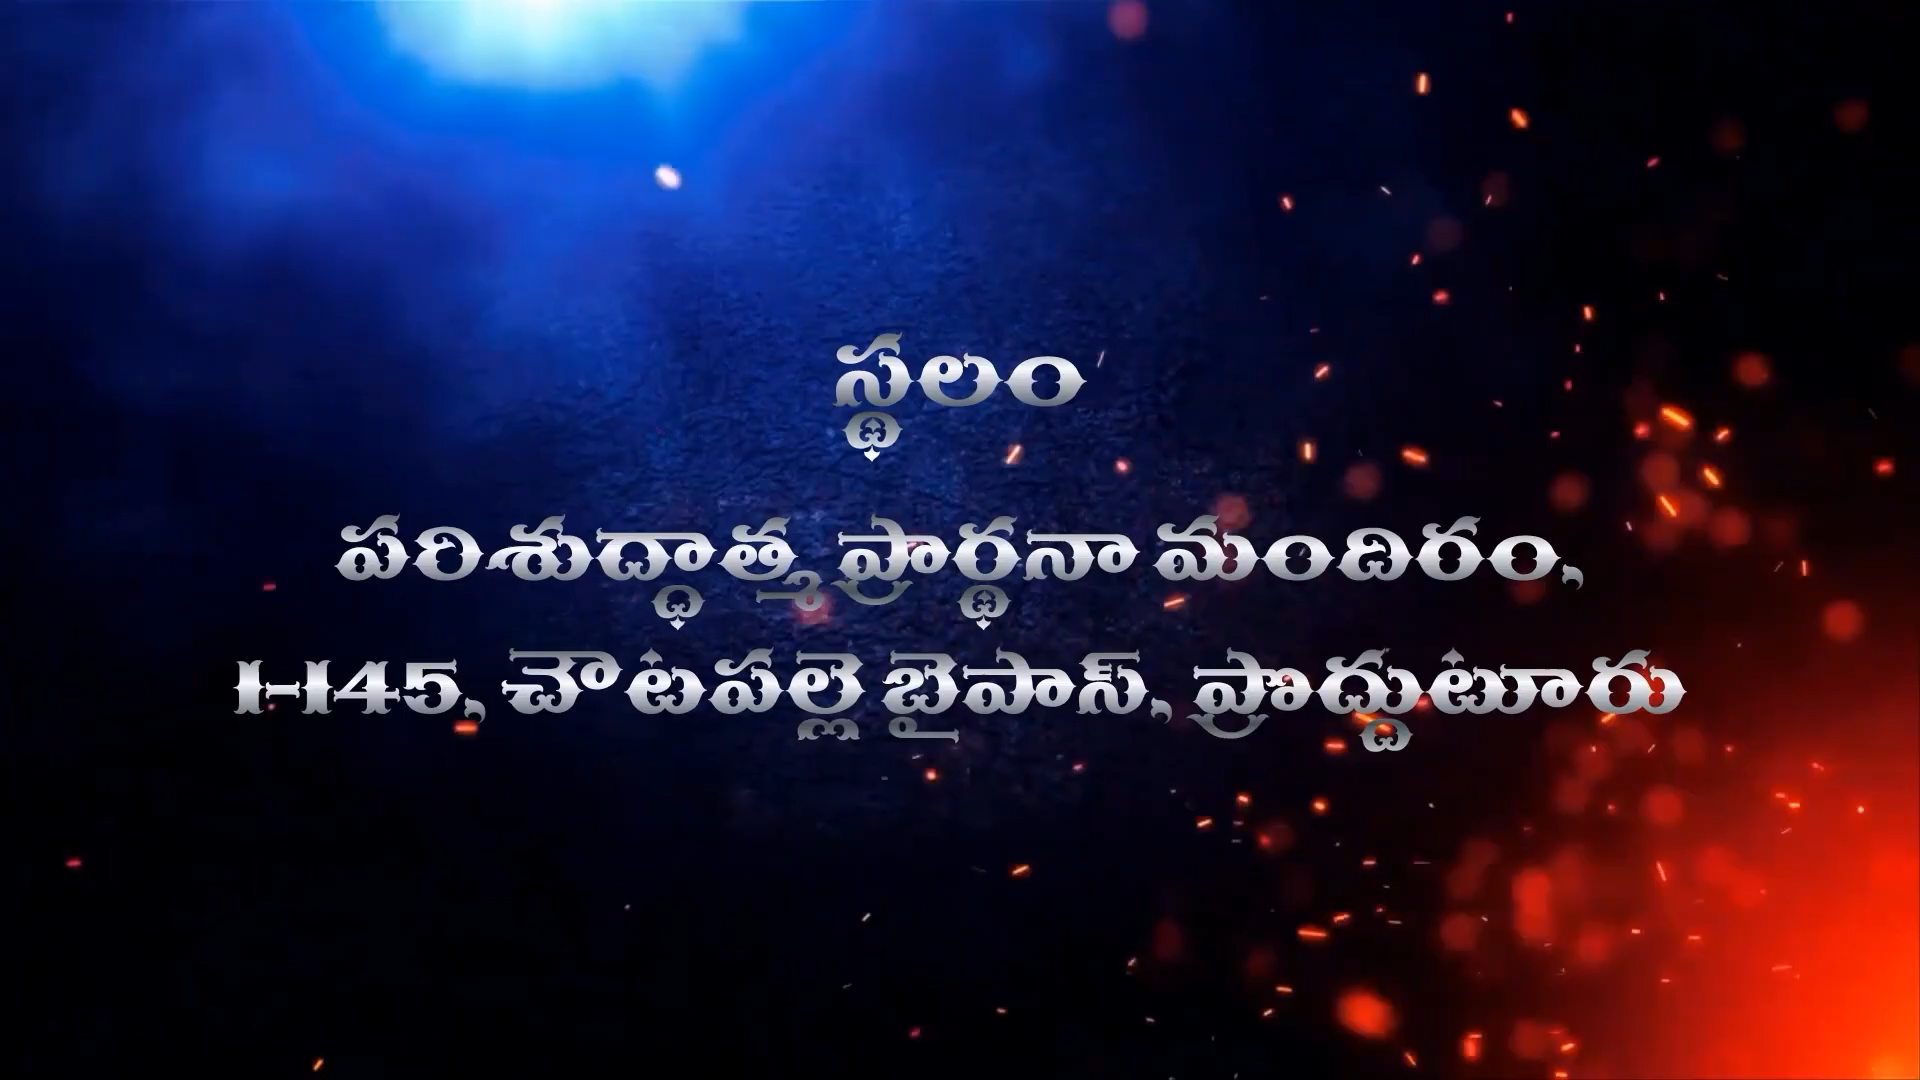 స్థలం
పరిశుద్ధాత్మ ప్రార్థనా మందిరం,
1-145, చౌటపల్లె బైపాస్, ప్రొద్దుటూరు